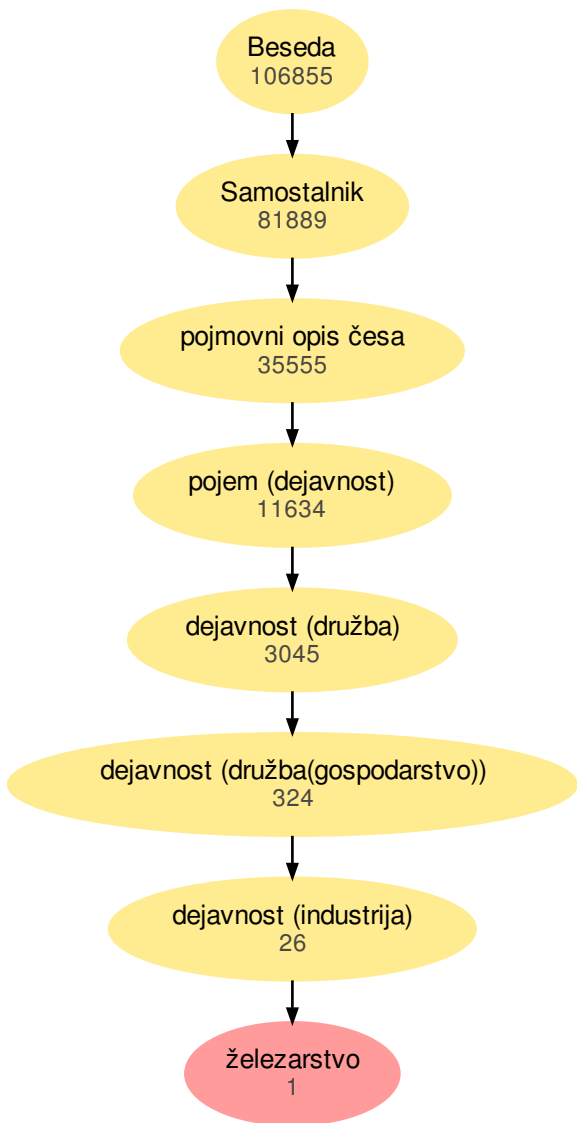 Beseda
106855
Samostalnik
81889
pojmovni opis česa
35555
pojem (dejavnost)
11634
dejavnost (družba)
3045
dejavnost (družba(gospodarstvo))
324
dejavnost (industrija)
26
železarstvo
1